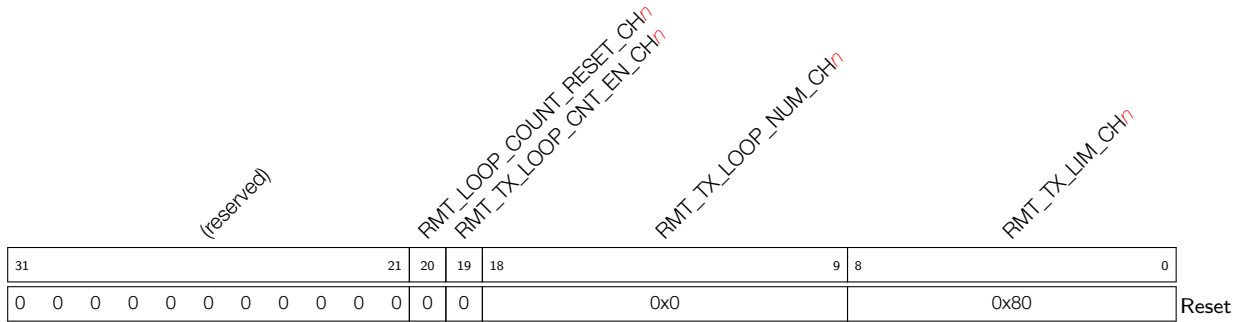 (reserved)
RMT_LOOP_COUNT_RESET_CHn
RMT_TX_LOOP_CNT_EN_CHn
RMT_TX_LOOP_NUM_CHn
RMT_TX_LIM_CHn
31 21 20 19 18 9 8 0
0 0 0 0 0 0 0 0 0 0 0 0 0 0x0 0x80 Reset